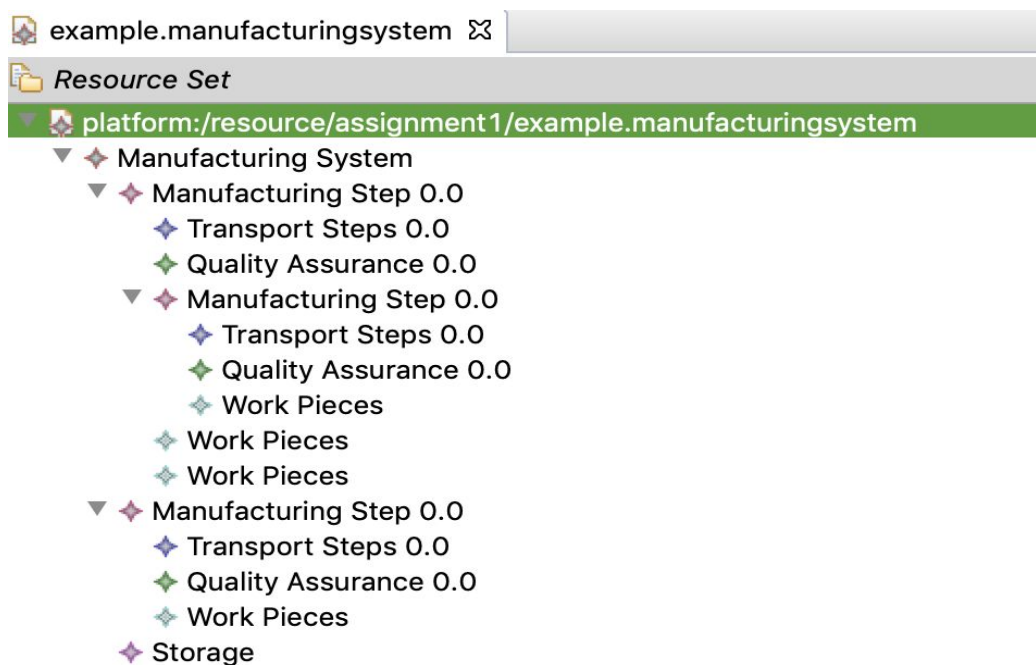 example.manufacturingsystem
Resource Set
platform:/resource/assignment1/example.manufacturingsystem
Manufacturing System
Manufacturing Step 0.0
Transport Steps 0.0
Quality Assurance 0.0
Manufacturing Step 0.0
Transport Steps 0.0
Quality Assurance 0.0
Work Pieces
Work Pieces
Work Pieces
Manufacturing Step 0.0
Transport Steps 0.0
Quality Assurance 0.0
Work Pieces
Storage